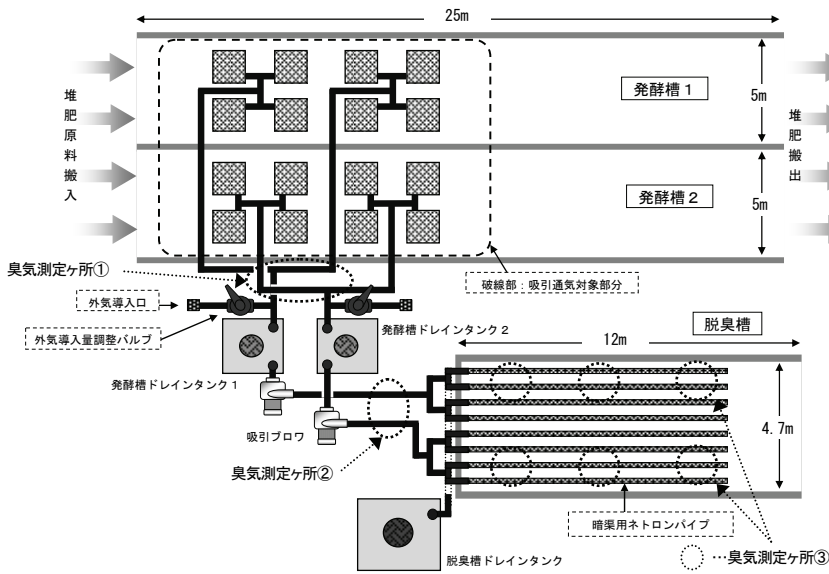 25m
堆肥原料搬入
発酵槽1
5m
堆肥搬出
発酵槽2
5m
臭気測定ヶ所①
破線部:吸引通気対象部分
外気導入口
外気導入量調整バルブ
発酵槽ドレインタンク2
脱臭槽
12m
発酵槽ドレインタンク1
吸引ブロワ
4.7m
臭気測定ヶ所②
暗渠用ネトロンパイプ
脱臭槽ドレインタンク
…臭気測定ヶ所③